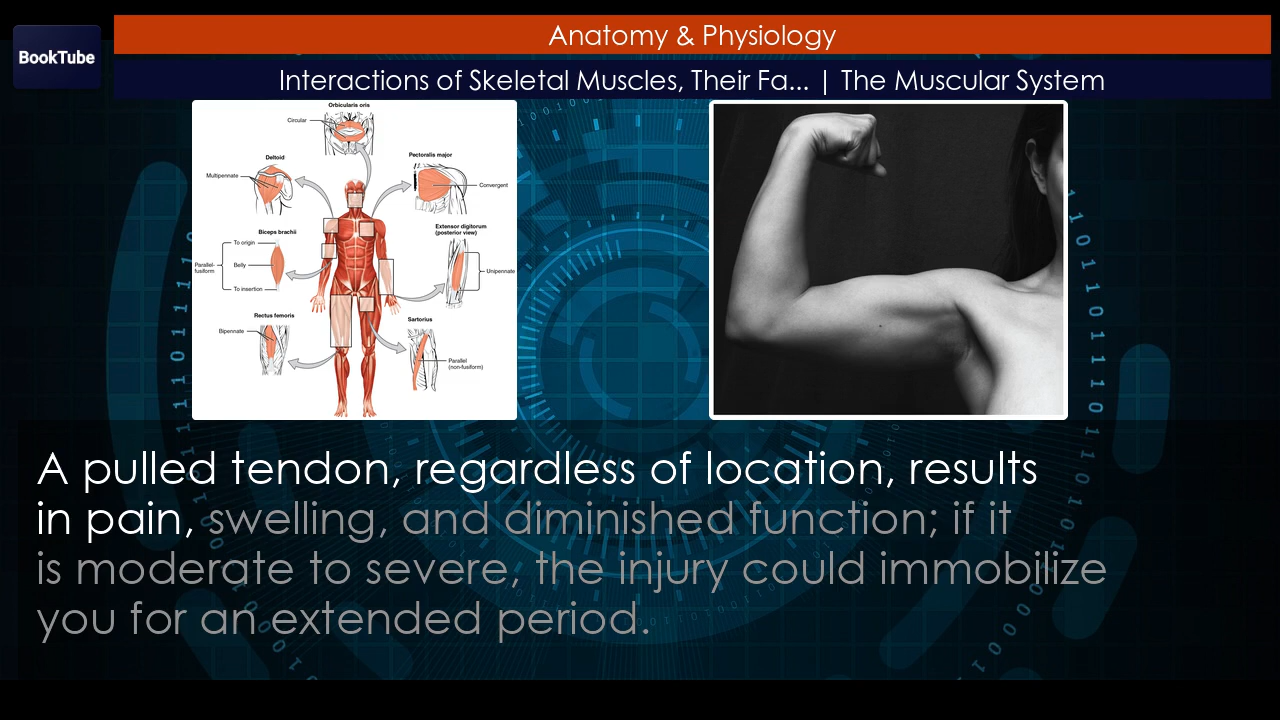 BookTube
Anatomy & Physiology
Interactions of Skeletal Muscles, Their Fa... | The Muscular System
Orbicularis oris
Circular
Deltoid
Multipennate
Pectoralis major
Convergent
Biceps brachii
To origin
Parallel-
fusiform
Belly
To insertion
Extensor digitorum
(posterior view)
Unipennate
Rectus femoris
Bipennate
Sartorius
Parallel
(non-fusiform)
A pulled tendon, regardless of location, results
in pain, swelling, and diminished function; if it
is moderate to severe, the injury could immobilize
you for an extended period.